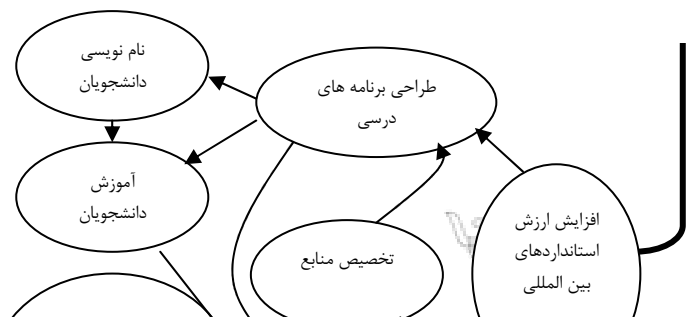 نام نویسی
دانشجویان
طراحی برنامه های
درسی
آموزش
دانشجویان
افزایش ارزش
استانداردهای
بین المللی
تخصیص منابع